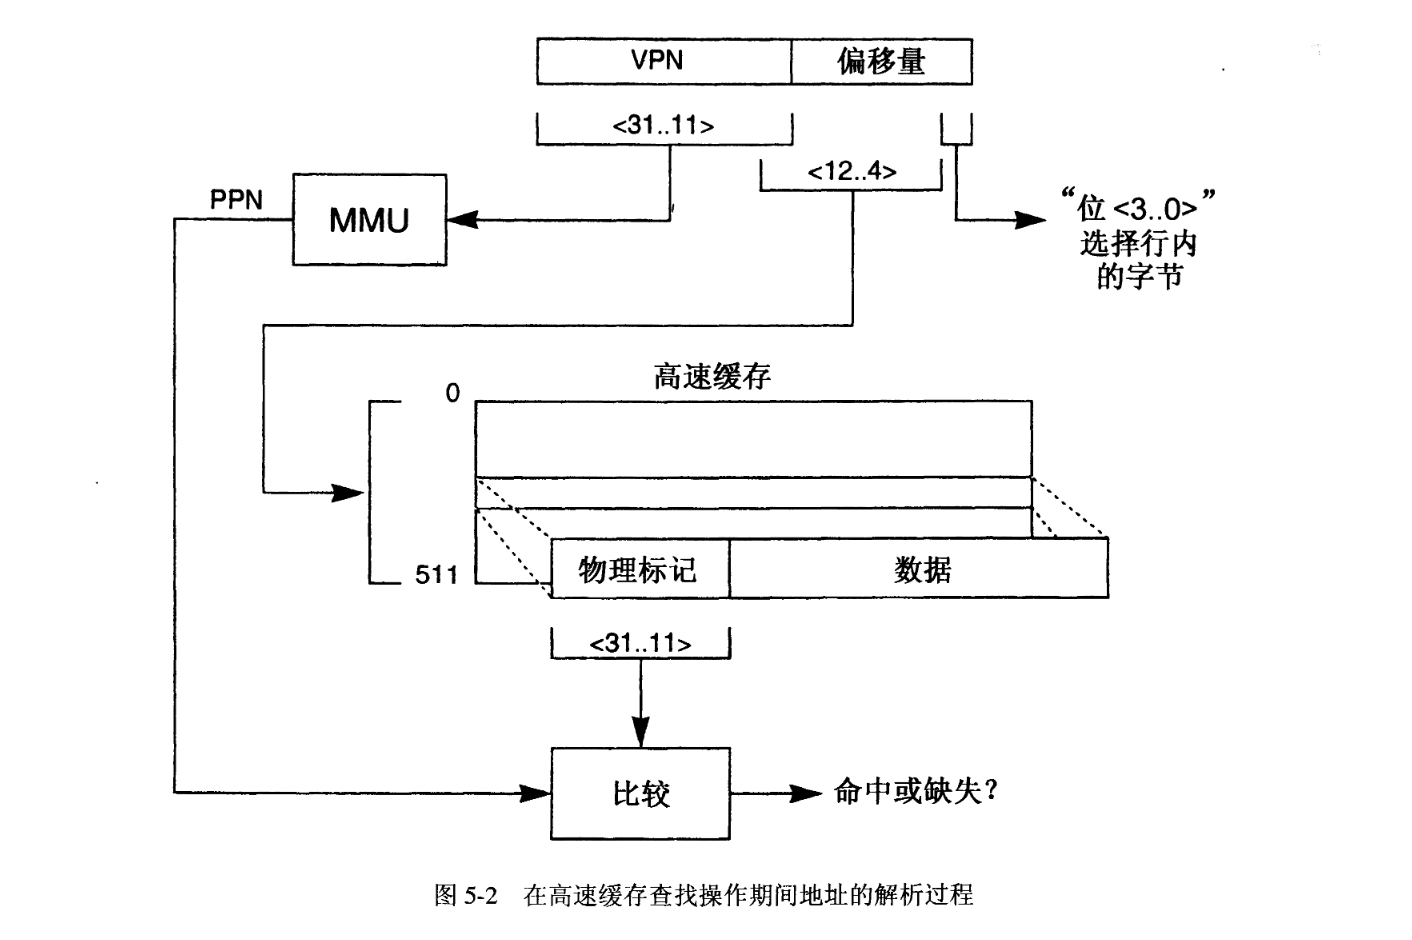 VPN 偏移量
<31..11>
<12..4>
PPN
MMU
“位 <3..0>”
选择行内
的字节
高速缓存
0
511
物理标记 数据
<31..11>
比较
命中或缺失？
图 5-2 在高速缓存查找操作期间地址的解析过程